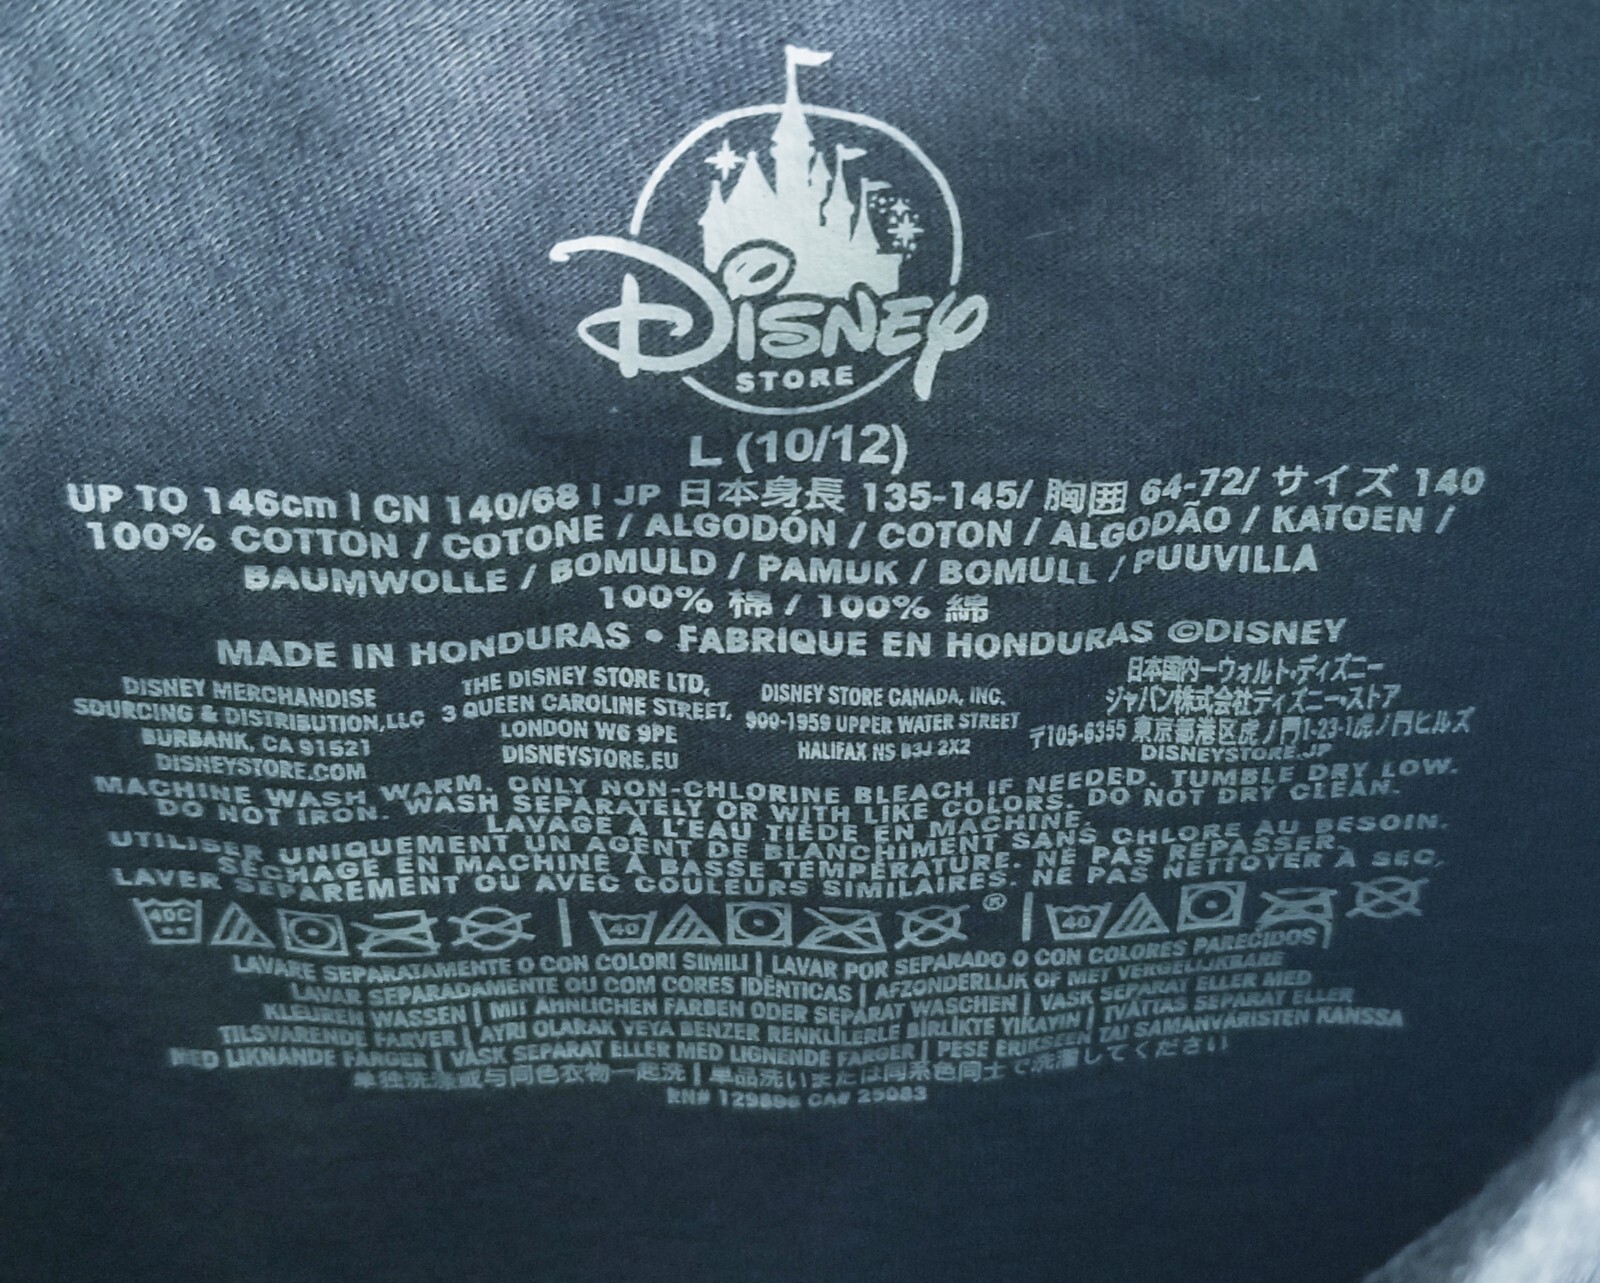 Disney
STORE
L (10/12)
UP TO 146cm | CN 140/68 | JP 日本身長 135-145/ 胸囲 64-72/ サイズ 140
100% COTTON / COTONE / ALGODÓN / COTON / ALGODÃO / KATOEN /
BAUMWOLLE / BOMULD / PAMUK / BOMULL / PUUVILLA
100% 棉 / 100% 綿
MADE IN HONDURAS • FABRIQUE EN HONDURAS ©DISNEY
DISNEY MERCHANDISE
SOURCING & DISTRIBUTION, LLC
BURBANK, CA 91521
DISNEYSTORE.COM
THE DISNEY STORE LTD,
3 QUEEN CAROLINE STREET,
LONDON W6 9PE
DISNEYSTORE.EU
DISNEY STORE CANADA, INC.
900-1959 UPPER WATER STREET
HALIFAX NS B3J 2X2
日本国内ーウォルト・ディズニー
ジャパン株式会社ディズニー・ストア
〒105-6355 東京都港区虎ノ門1-23-1虎ノ門ヒルズ
DISNEYSTORE.JP
MACHINE WASH WARM. ONLY NON-CHLORINE BLEACH IF NEEDED. TUMBLE DRY LOW.
DO NOT IRON. WASH SEPARATELY OR WITH LIKE COLORS. DO NOT DRY CLEAN.
LAVAGE À L'EAU TIÈDE EN MACHINE.
UTILISER UNIQUEMENT UN AGENT DE BLANCHIMENT SANS CHLORE AU BESOIN.
SÉCHAGE EN MACHINE À BASSE TEMPÉRATURE. NE PAS REPASSER.
LAVER SÉPARÉMENT OU AVEC COULEURS SIMILAIRES. NE PAS NETTOYER À SEC.
40C | 40 ® | 40
LAVARE SEPARATAMENTE O CON COLORI SIMILI | LAVAR POR SEPARADO O CON COLORES PARECIDOS |
LAVAR SEPARADAMENTE OU COM CORES IDÊNTICAS | AFZONDERLIJK OF MET VERGELIJKBARE
KLEUREN WASSEN | MIT ÄHNLICHEN FARBEN ODER SEPARAT WASCHEN | VASK SEPARAT ELLER MED
TILSVARENDE FARVER | AYRI OLARAK VEYA BENZER RENKLILERLE BİRLİKTE YIKAYIN | TVÄTTAS SEPARAT ELLER
MED LIKNANDE FÄRGER | VASK SEPARAT ELLER MED LIGNENDE FARGER | PESE ERIKSEEN TAI SAMANVÄRISTEN KANSSA
单独洗涤或与同色衣物一起洗 | 単品洗いまたは同系色同士で洗濯してください
RN# 129896 CA# 25083